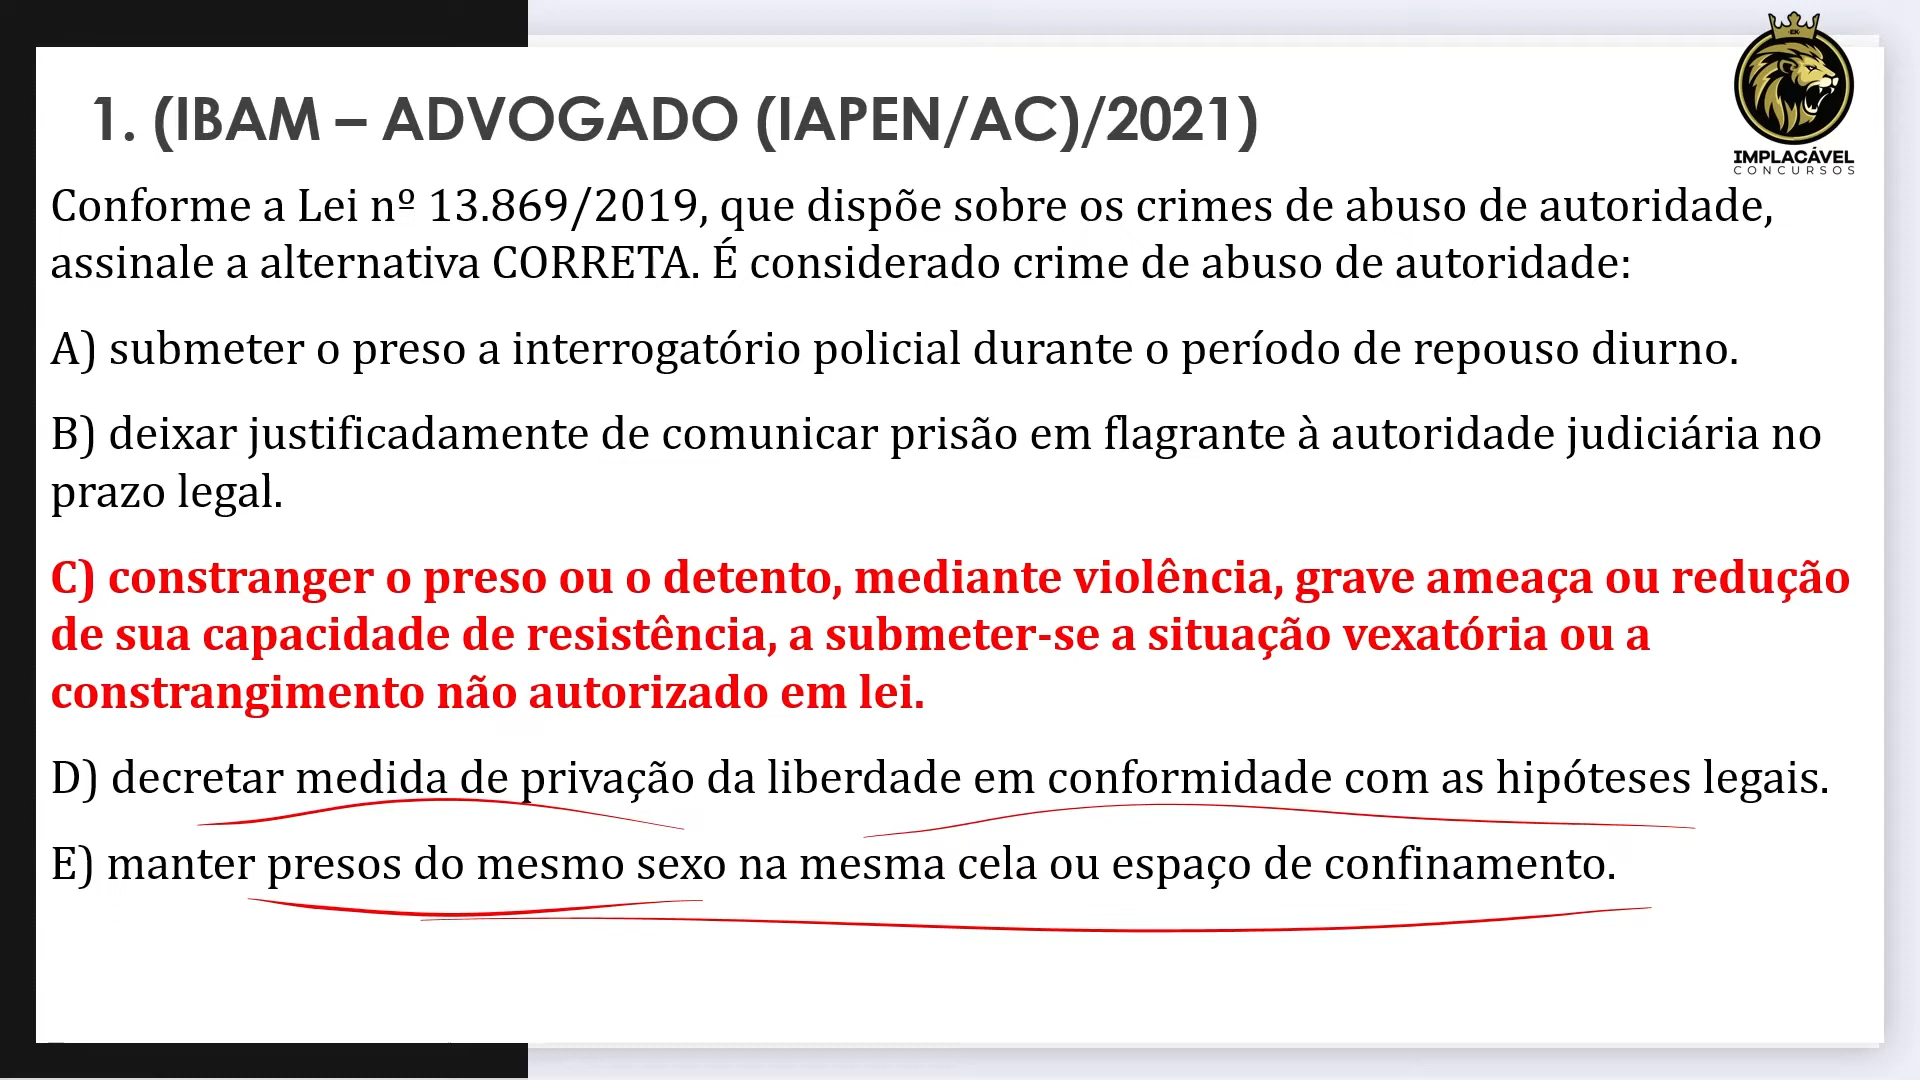 1. (IBAM – ADVOGADO (IAPEN/AC)/2021)
EK
IMPLACÁVEL
CONCURSOS
Conforme a Lei nº 13.869/2019, que dispõe sobre os crimes de abuso de autoridade,
assinale a alternativa CORRETA. É considerado crime de abuso de autoridade:
A) submeter o preso a interrogatório policial durante o período de repouso diurno.
B) deixar justificadamente de comunicar prisão em flagrante à autoridade judiciária no
prazo legal.
C) constranger o preso ou o detento, mediante violência, grave ameaça ou redução
de sua capacidade de resistência, a submeter-se a situação vexatória ou a
constrangimento não autorizado em lei.
D) decretar medida de privação da liberdade em conformidade com as hipóteses legais.
E) manter presos do mesmo sexo na mesma cela ou espaço de confinamento.